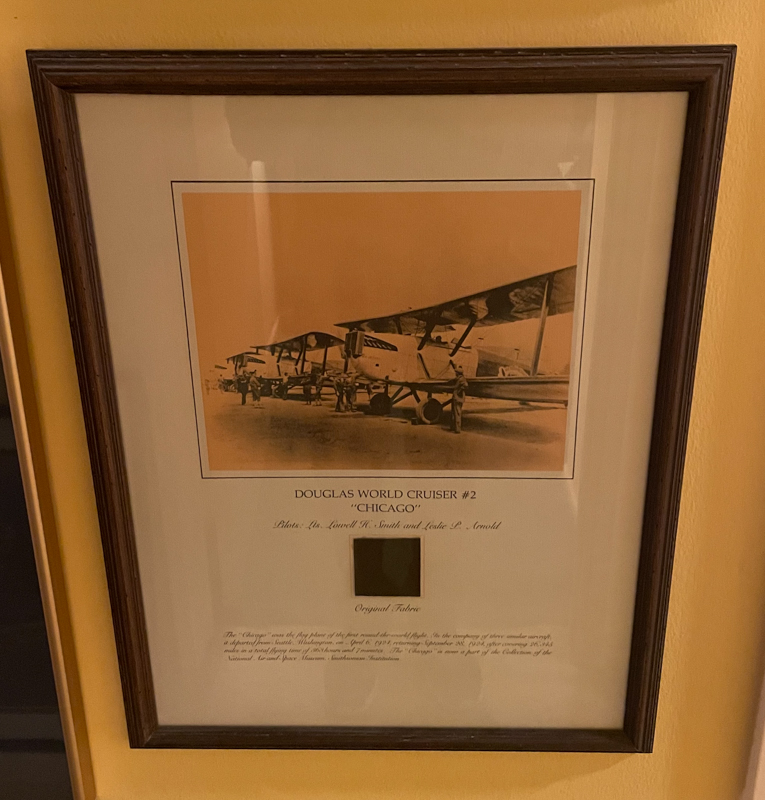 DOUGLAS WORLD CRUISER #2
"CHICAGO"
Pilots: Lts. Lowell H. Smith and Leslie P. Arnold
Original Fabric
The "Chicago" was the flag plane of the first round-the-world flight. In the company of three similar aircraft,
it departed from Seattle, Washington, on April 6, 1924, returning September 28, 1924, after covering
miles in a total flying time of 363 hours and 7 minutes. The "Chicago" is now a part of the Collection of the
National Air and Space Museum, Smithsonian Institution.